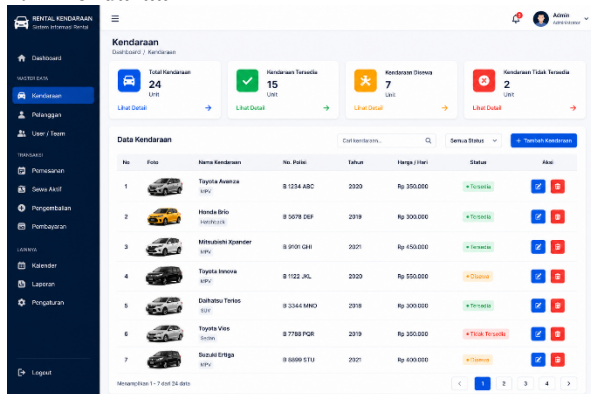 RENTAL KENDARAAN
Sistem Informasi Rental
Admin
Administrator
Dashboard
MASTER DATA
Kendaraan
Pelanggan
User / Team
TRANSAKSI
Pemesanan
Sewa Aktif
Pengembalian
Pembayaran
LAINNYA
Kalender
Laporan
Pengaturan
Logout
Kendaraan
Dashboard / Kendaraan
Total Kendaraan
24
Unit
Lihat Detail
Kendaraan Tersedia
15
Unit
Lihat Detail
Kendaraan Disewa
7
Unit
Lihat Detail
Kendaraan Tidak Tersedia
2
Unit
Lihat Detail
Data Kendaraan
Cari kendaraan...
Semua Status
+ Tambah Kendaraan
No Foto Nama Kendaraan No. Polisi Tahun Harga / Hari Status Aksi
1 Toyota Avanza MPV B 1234 ABC 2020 Rp 350.000 Tersedia
2 Honda Brio Hatchback B 5678 DEF 2019 Rp 300.000 Tersedia
3 Mitsubishi Xpander MPV B 9101 GHI 2021 Rp 450.000 Tersedia
4 Toyota Innova MPV B 1122 JKL 2020 Rp 550.000 Disewa
5 Daihatsu Terios SUV B 3344 MNO 2018 Rp 300.000 Tersedia
6 Toyota Vios Sedan B 7788 PQR 2019 Rp 350.000 Tidak Tersedia
7 Suzuki Ertiga MPV B 8899 STU 2021 Rp 400.000 Disewa
Menampilkan 1 - 7 dari 24 data
1 2 3 4